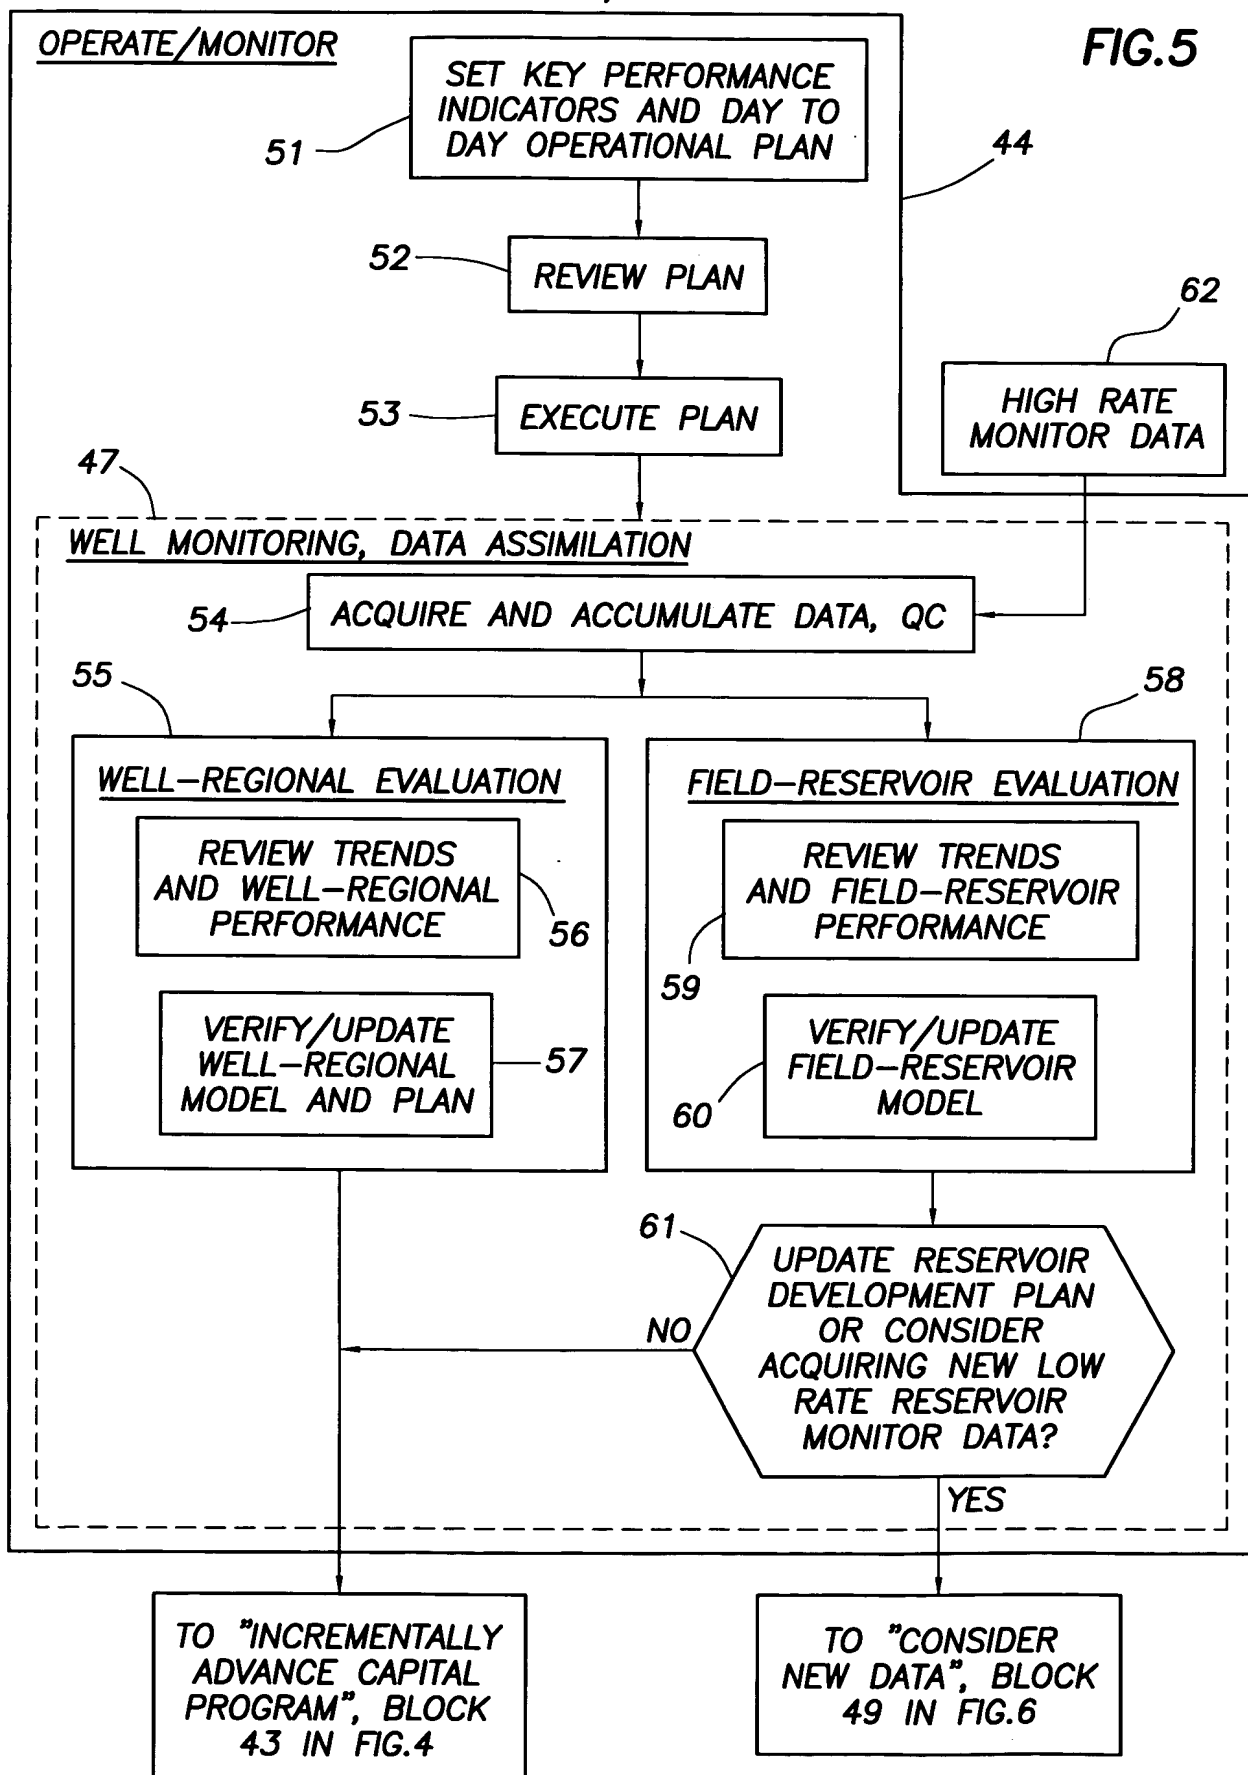 OPERATE/MONITOR
FIG.5
SET KEY PERFORMANCE
INDICATORS AND DAY TO
DAY OPERATIONAL PLAN
51
44
52
REVIEW PLAN
62
HIGH RATE
MONITOR DATA
53
EXECUTE PLAN
47
WELL MONITORING, DATA ASSIMILATION
54
ACQUIRE AND ACCUMULATE DATA, QC
55
58
WELL-REGIONAL EVALUATION
REVIEW TRENDS
AND WELL-REGIONAL
PERFORMANCE
56
VERIFY/UPDATE
WELL-REGIONAL
MODEL AND PLAN
57
FIELD-RESERVOIR EVALUATION
REVIEW TRENDS
AND FIELD-RESERVOIR
PERFORMANCE
59
VERIFY/UPDATE
FIELD-RESERVOIR
MODEL
60
61
UPDATE RESERVOIR
DEVELOPMENT PLAN
OR CONSIDER
ACQUIRING NEW LOW
RATE RESERVOIR
MONITOR DATA?
NO
YES
TO "INCREMENTALLY
ADVANCE CAPITAL
PROGRAM", BLOCK
43 IN FIG.4
TO "CONSIDER
NEW DATA", BLOCK
49 IN FIG.6